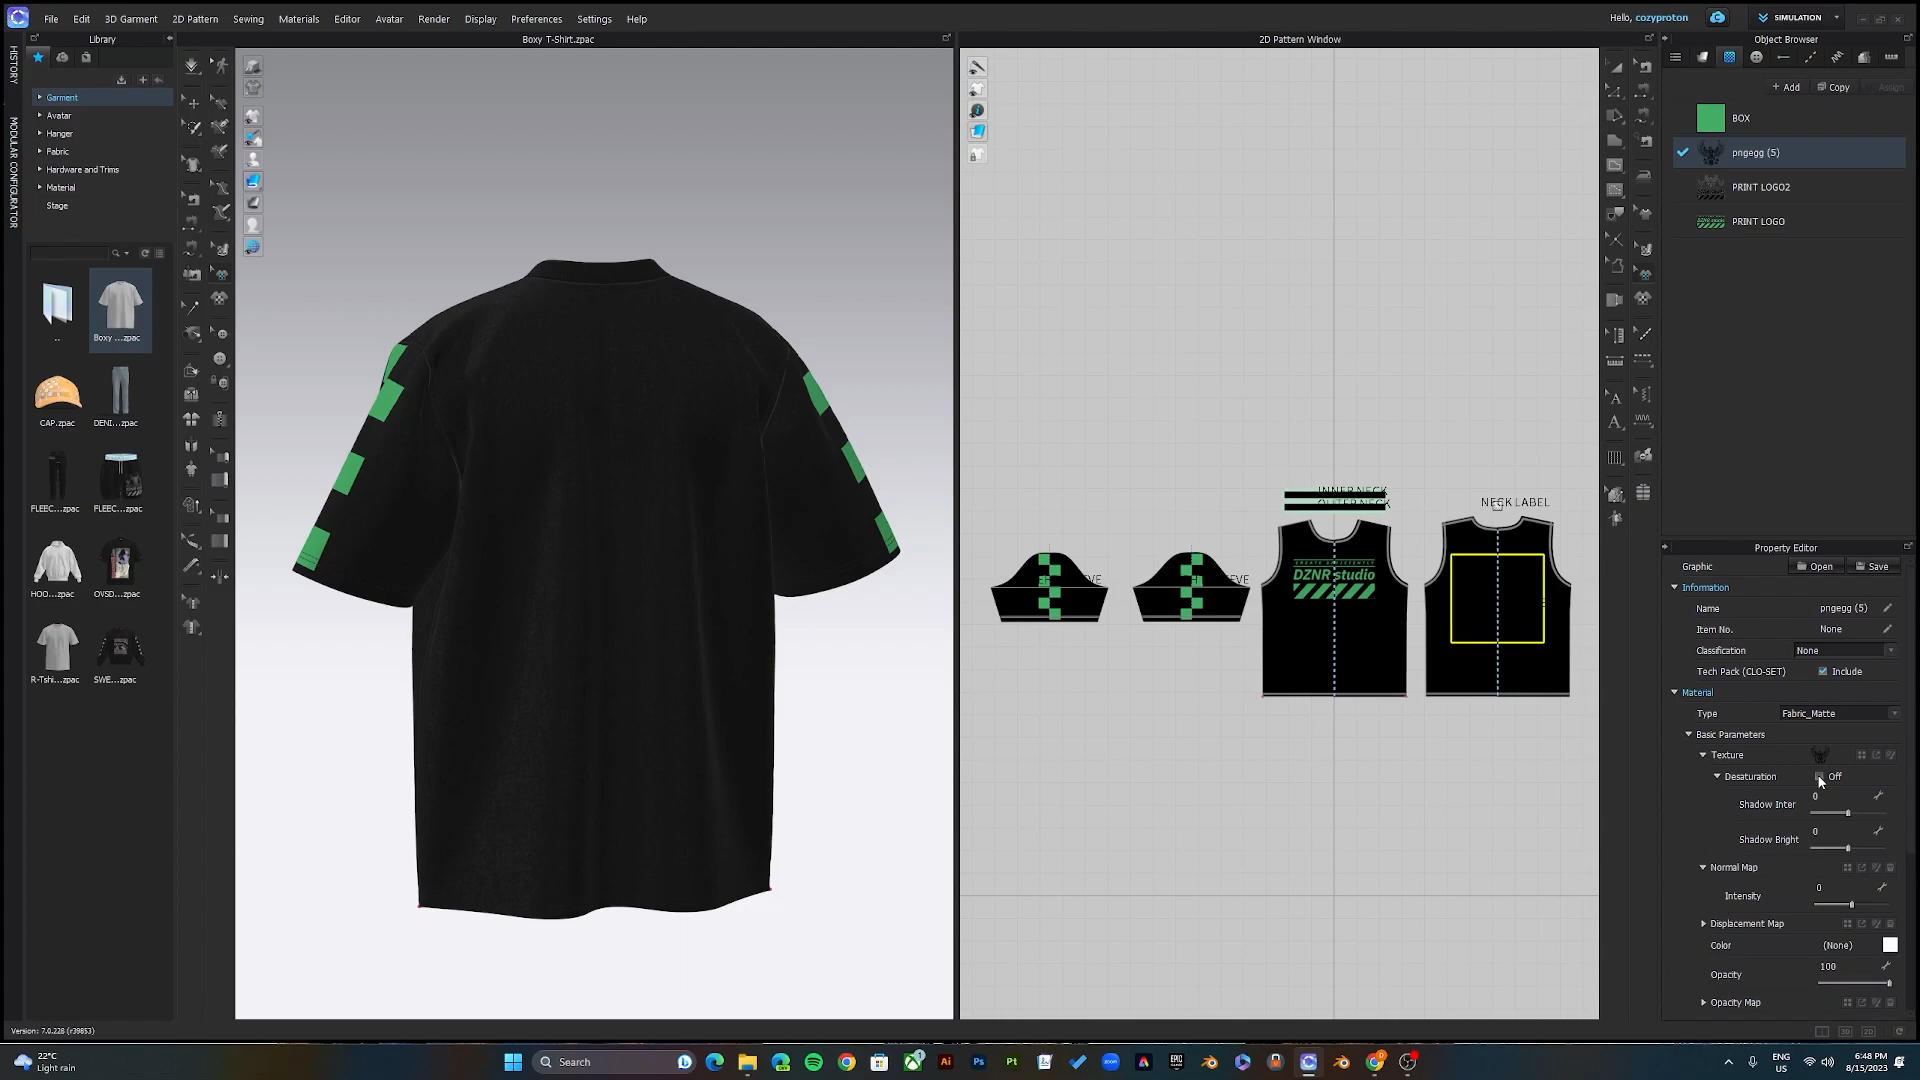 File Edit 3D Garment 2D Pattern Sewing Materials Editor Avatar Render Display Preferences Settings Help
Hello, cozyproton
SIMULATION
Library
Boxy T-Shirt.zpac
2D Pattern Window
Object Browser
HISTORY
MODULAR CONFIGURATOR
Garment
Avatar
Hanger
Fabric
Hardware and Trims
Material
Stage
..
Boxy ...zpac
CAP.zpac
DENI...zpac
FLEEC...zpac
FLEEC...zpac
HOO...zpac
OVSD...zpac
R-Tshi...zpac
SWE...zpac
Version: 7.0.228 (r39853)
INNER NECK
OUTER NECK
NECK LABEL
CREATE EFFICIENTLY
DZNR studio
+ Add
Copy
Assign
BOX
pngegg (5)
PRINT LOGO2
PRINT LOGO
Property Editor
Graphic
Open
Save
Information
Name pngegg (5)
Item No. None
Classification None
Tech Pack (CLO-SET) Include
Material
Type Fabric_Matte
Basic Parameters
Texture
Desaturation Off
Shadow Inter 0
Shadow Bright 0
Normal Map
Intensity 0
Displacement Map
Color (None)
Opacity 100
Opacity Map
3D
2D
22°C
Light rain
Search
ENG
US
6:48 PM
8/15/2023